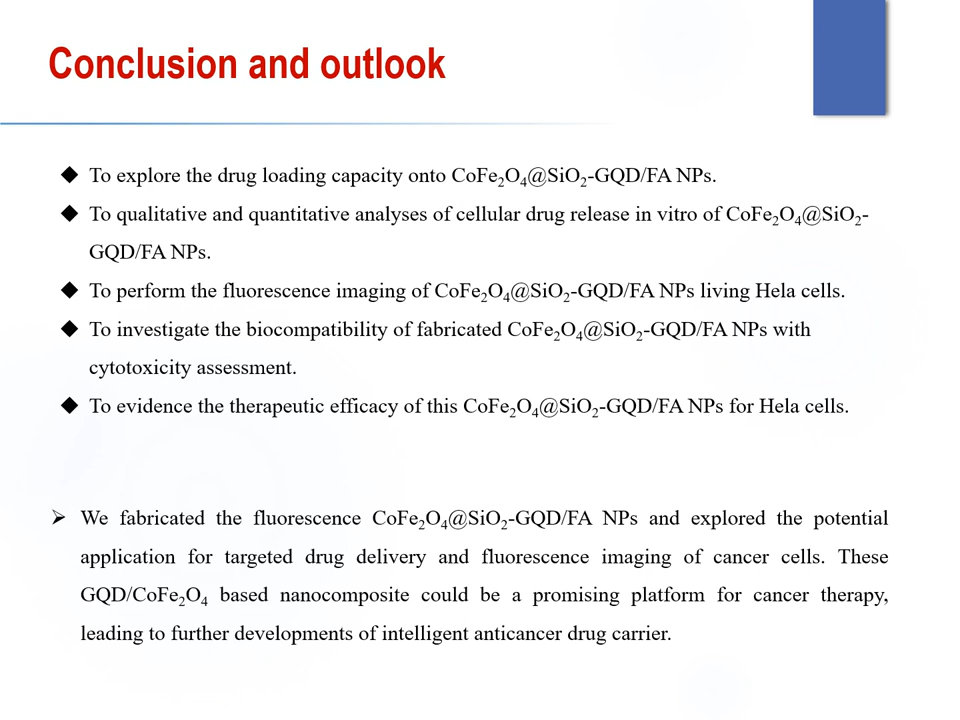 Conclusion and outlook
◆ To explore the drug loading capacity onto CoFe₂O₄@SiO₂-GQD/FA NPs.
◆ To qualitative and quantitative analyses of cellular drug release in vitro of CoFe₂O₄@SiO₂-
GQD/FA NPs.
◆ To perform the fluorescence imaging of CoFe₂O₄@SiO₂-GQD/FA NPs living Hela cells.
◆ To investigate the biocompatibility of fabricated CoFe₂O₄@SiO₂-GQD/FA NPs with
cytotoxicity assessment.
◆ To evidence the therapeutic efficacy of this CoFe₂O₄@SiO₂-GQD/FA NPs for Hela cells.
➢ We fabricated the fluorescence CoFe₂O₄@SiO₂-GQD/FA NPs and explored the potential
application for targeted drug delivery and fluorescence imaging of cancer cells. These
GQD/CoFe₂O₄ based nanocomposite could be a promising platform for cancer therapy,
leading to further developments of intelligent anticancer drug carrier.